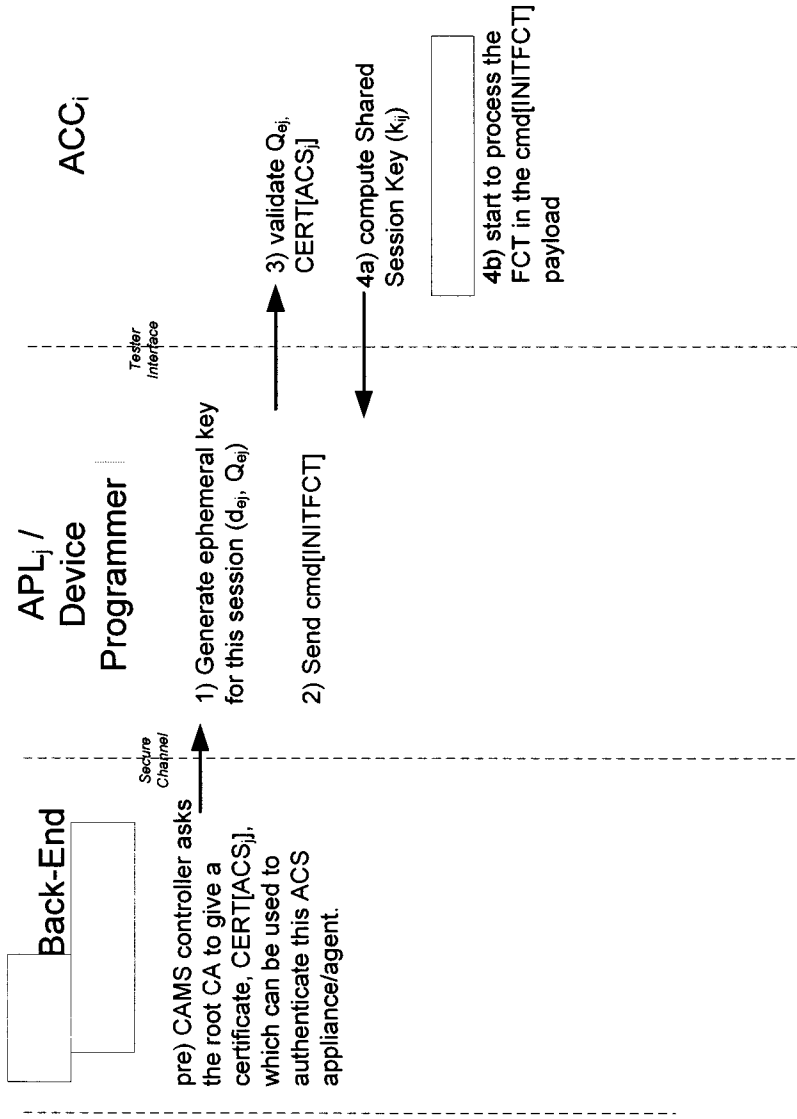 Back-End
pre) CAMS controller asks
the root CA to give a
certificate, CERT[ACSj],
which can be used to
authenticate this ACS
appliance/agent.
Secure
Channel
APLj /
Device
Programmer
1) Generate ephemeral key
for this session (dej, Qej)
2) Send cmd[INITFCT]
Tester
Interface
ACCi
3) validate Qej,
CERT[ACSj]
4a) compute Shared
Session Key (kij)
4b) start to process the
FCT in the cmd[INITFCT]
payload